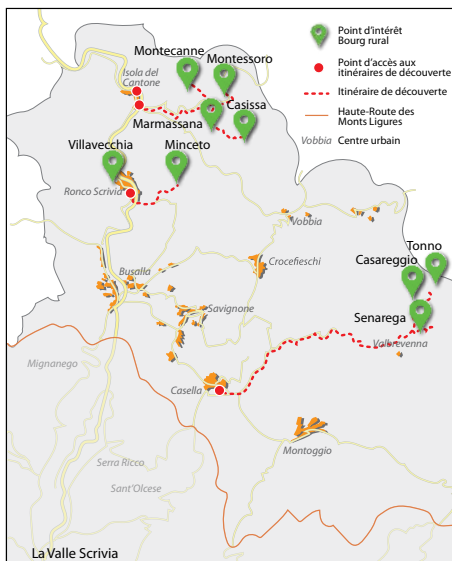 Point d'intérêt
Bourg rural
Point d'accès aux
itinéraires de découverte
Itinéraire de découverte
Haute-Route des
Monts Ligures
Vobbia Centre urbain
Montecanne
Montessoro
Isola del
Cantone
Casissa
Marmassana
Villavecchia
Minceto
Ronco Scrivia
Vobbia
Tonno
Casareggio
Crocefieschi
Busalla
Savignone
Senarega
Valbrevenna
Mignanego
Casella
Montoggio
Serra Ricco
Sant'Olcese
La Valle Scrivia